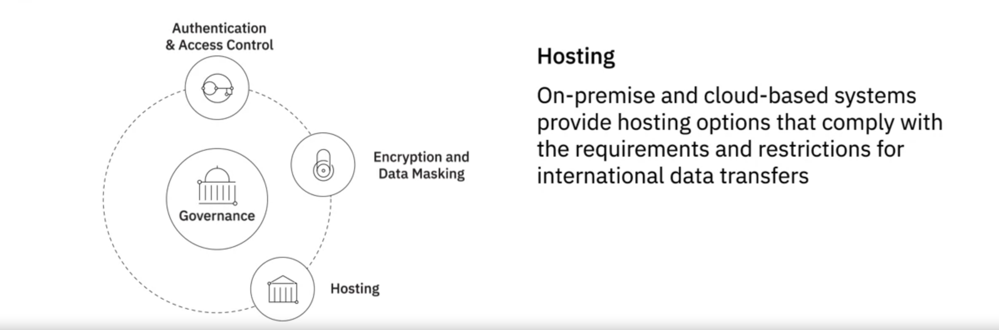 Authentication
& Access Control
Encryption and
Data Masking
Governance
Hosting
Hosting
On-premise and cloud-based systems
provide hosting options that comply with
the requirements and restrictions for
international data transfers